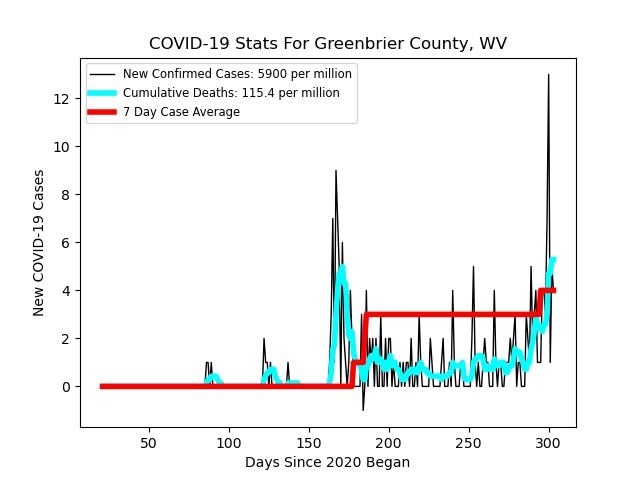 COVID-19 Stats For Greenbrier County, WV
New Confirmed Cases: 5900 per million
Cumulative Deaths: 115.4 per million
7 Day Case Average
New COVID-19 Cases
12
10
8
6
4
2
0
50 100 150 200 250 300
Days Since 2020 Began